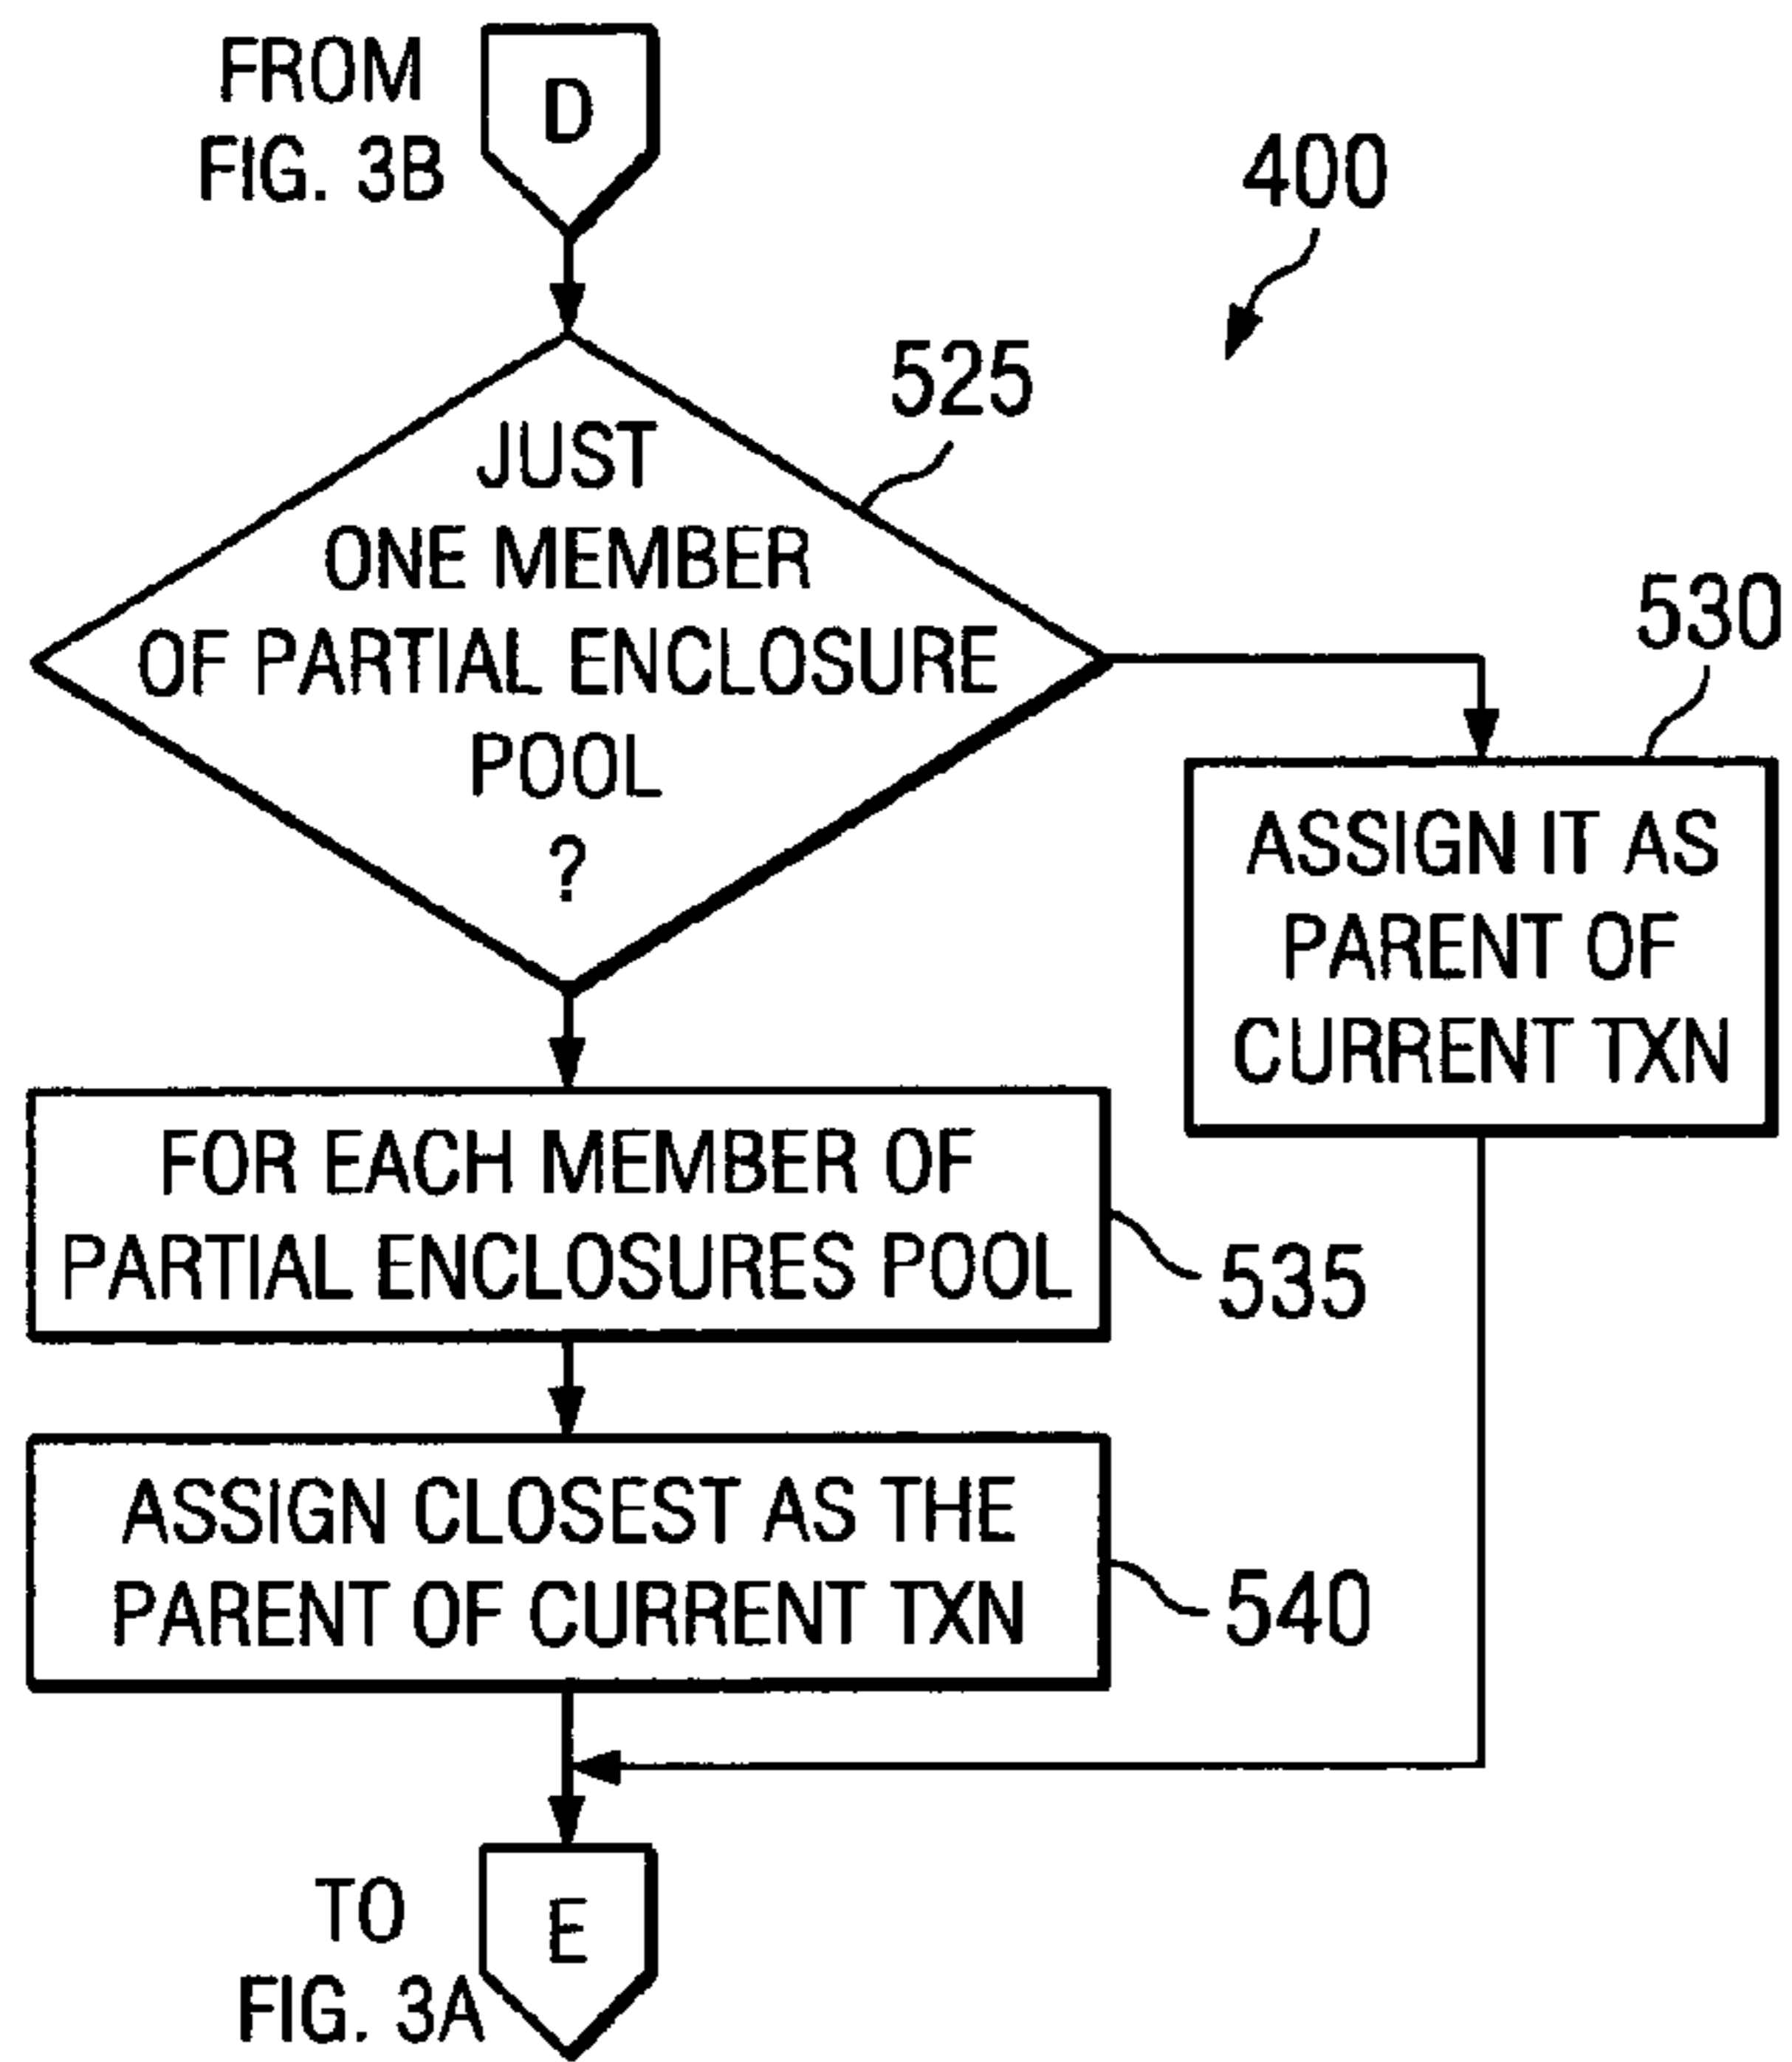 FROM
FIG. 3B
D
400
525
JUST
ONE MEMBER
OF PARTIAL ENCLOSURE
POOL
?
530
ASSIGN IT AS
PARENT OF
CURRENT TXN
FOR EACH MEMBER OF
PARTIAL ENCLOSURES POOL
535
ASSIGN CLOSEST AS THE
PARENT OF CURRENT TXN
540
TO
FIG. 3A
E